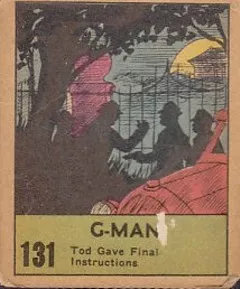 G-MAN
131
Tod Gave Final
Instructions